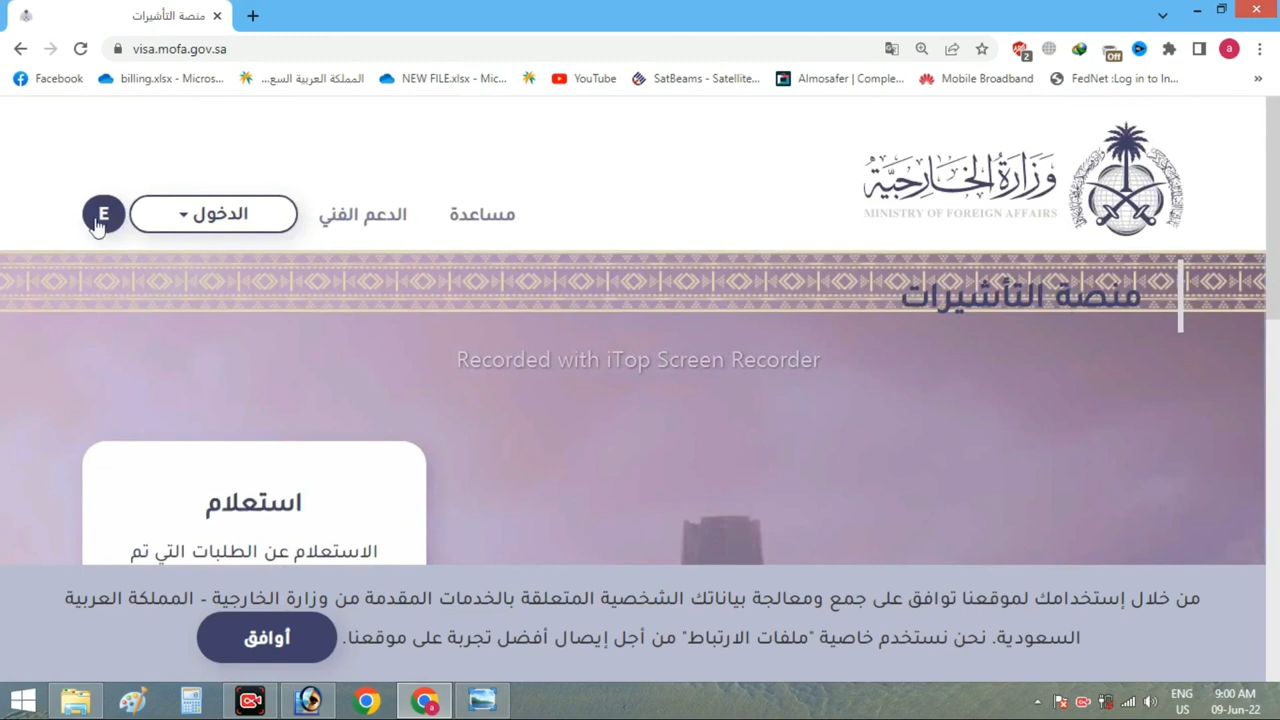 منصة التأشيرات
visa.mofa.gov.sa
2
Off
a
Facebook
billing.xlsx - Micros...
المملكة العربية السع...
NEW FILE.xlsx - Mic...
YouTube
SatBeams - Satellite...
Almosafer | Comple...
Mobile Broadband
FedNet :Log in to In...
»
وزارة الخارجية
MINISTRY OF FOREIGN AFFAIRS
مساعدة
الدعم الفني
الدخول
E
منصة التأشيرات
Recorded with iTop Screen Recorder
استعلام
الاستعلام عن الطلبات التي تم
من خلال إستخدامك لموقعنا توافق على جمع ومعالجة بياناتك الشخصية المتعلقة بالخدمات المقدمة من وزارة الخارجية - المملكة العربية
السعودية. نحن نستخدم خاصية "ملفات الارتباط" من أجل إيصال أفضل تجربة على موقعنا.
أوافق
ENG
US
9:00 AM
09-Jun-22